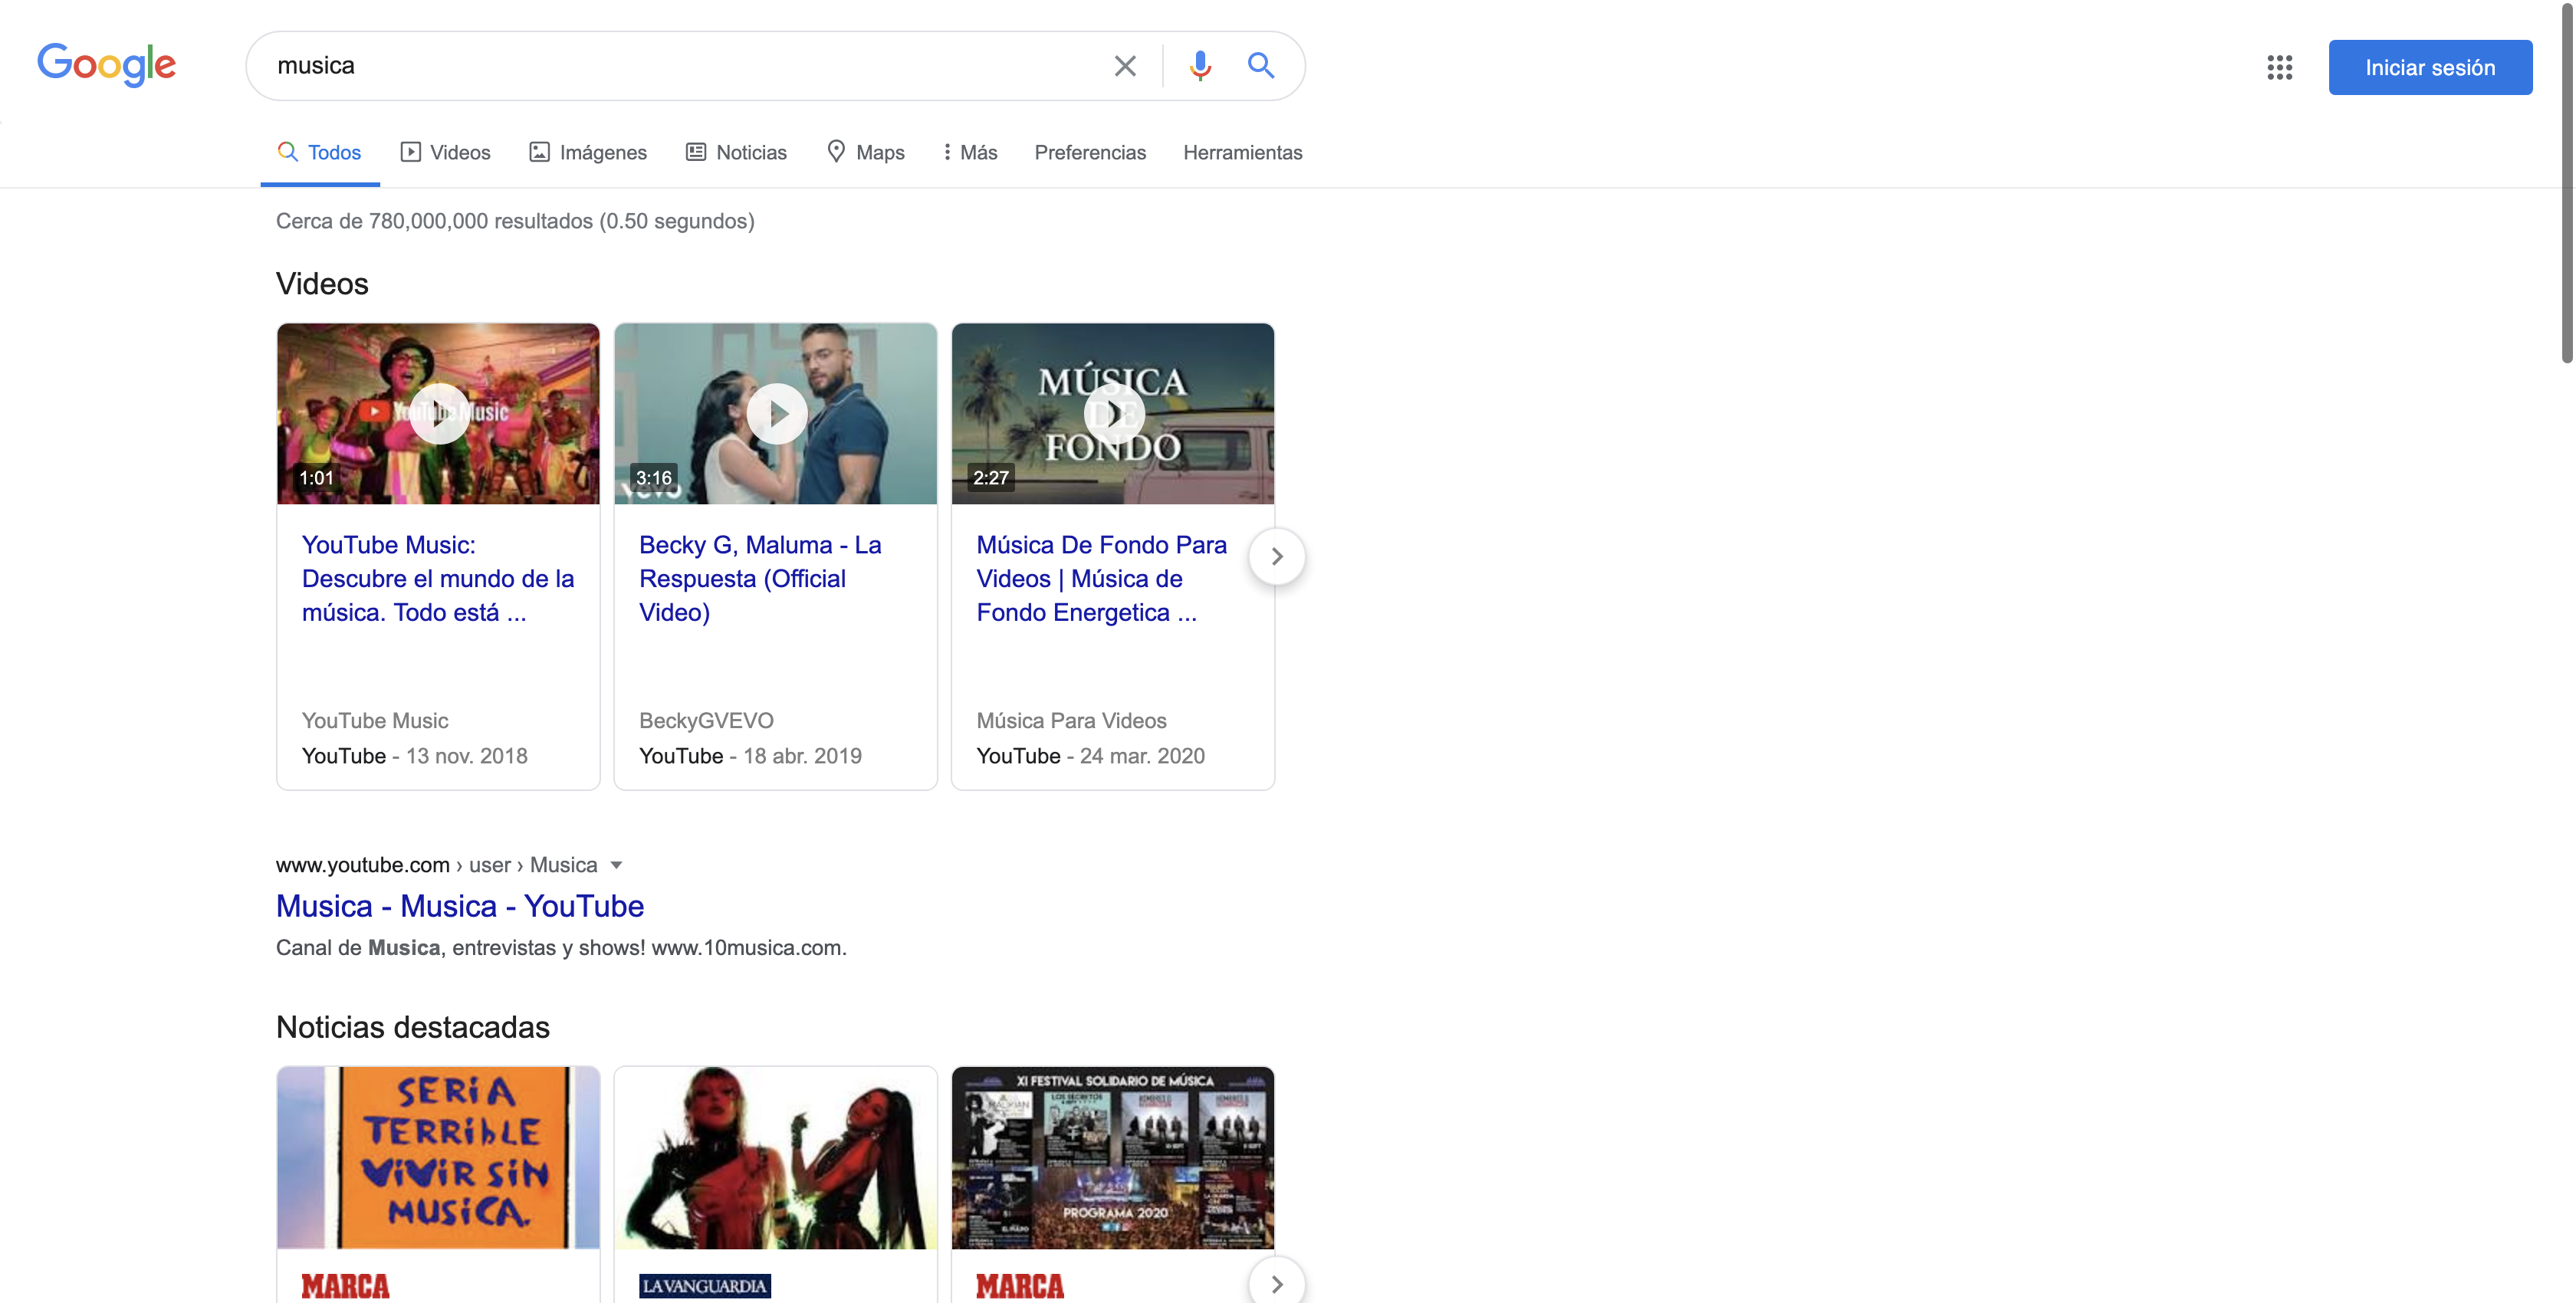 Google
musica
Iniciar sesión
Todos
Videos
Imágenes
Noticias
Maps
Más
Preferencias
Herramientas
Cerca de 780,000,000 resultados (0.50 segundos)
Videos
YouTube Music
1:01
vevo
3:16
MÚSICA
DE
FONDO
2:27
YouTube Music:
Descubre el mundo de la
música. Todo está ...
YouTube Music
YouTube - 13 nov. 2018
Becky G, Maluma - La
Respuesta (Official
Video)
BeckyGVEVO
YouTube - 18 abr. 2019
Música De Fondo Para
Videos | Música de
Fondo Energetica ...
Música Para Videos
YouTube - 24 mar. 2020
www.youtube.com › user › Musica
Musica - Musica - YouTube
Canal de Musica, entrevistas y shows! www.10musica.com.
Noticias destacadas
SERiA
TERRibLE
ViViR SiN
MUSiCA.
XI FESTIVAL SOLIDARIO DE MÚSICA
LOS SECRETOS
PROGRAMA 2020
MARCA
LA VANGUARDIA
MARCA